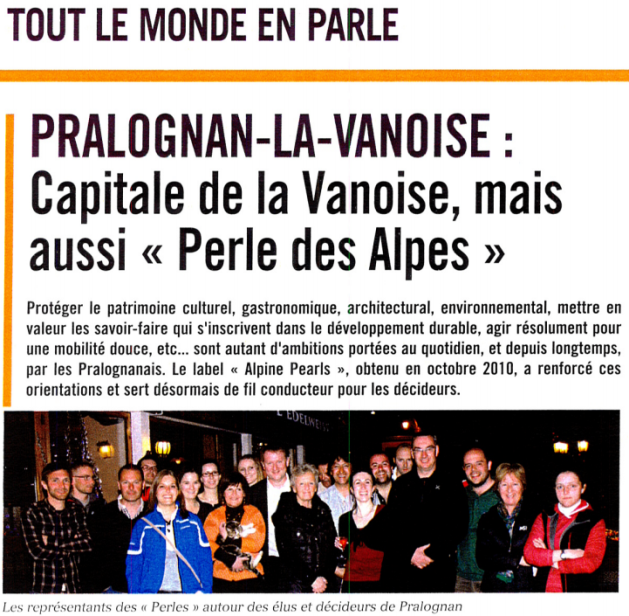 TOUT LE MONDE EN PARLE
PRALOGNAN-LA-VANOISE :
Capitale de la Vanoise, mais
aussi « Perle des Alpes »
Protéger le patrimoine culturel, gastronomique, architectural, environnemental, mettre en
valeur les savoir-faire qui s'inscrivent dans le développement durable, agir résolument pour
une mobilité douce, etc... sont autant d'ambitions portées au quotidien, et depuis longtemps,
par les Pralognanais. Le label « Alpine Pearls », obtenu en octobre 2010, a renforcé ces
orientations et sert désormais de fil conducteur pour les décideurs.
Les représentants des « Perles » autour des élus et décideurs de Pralognan